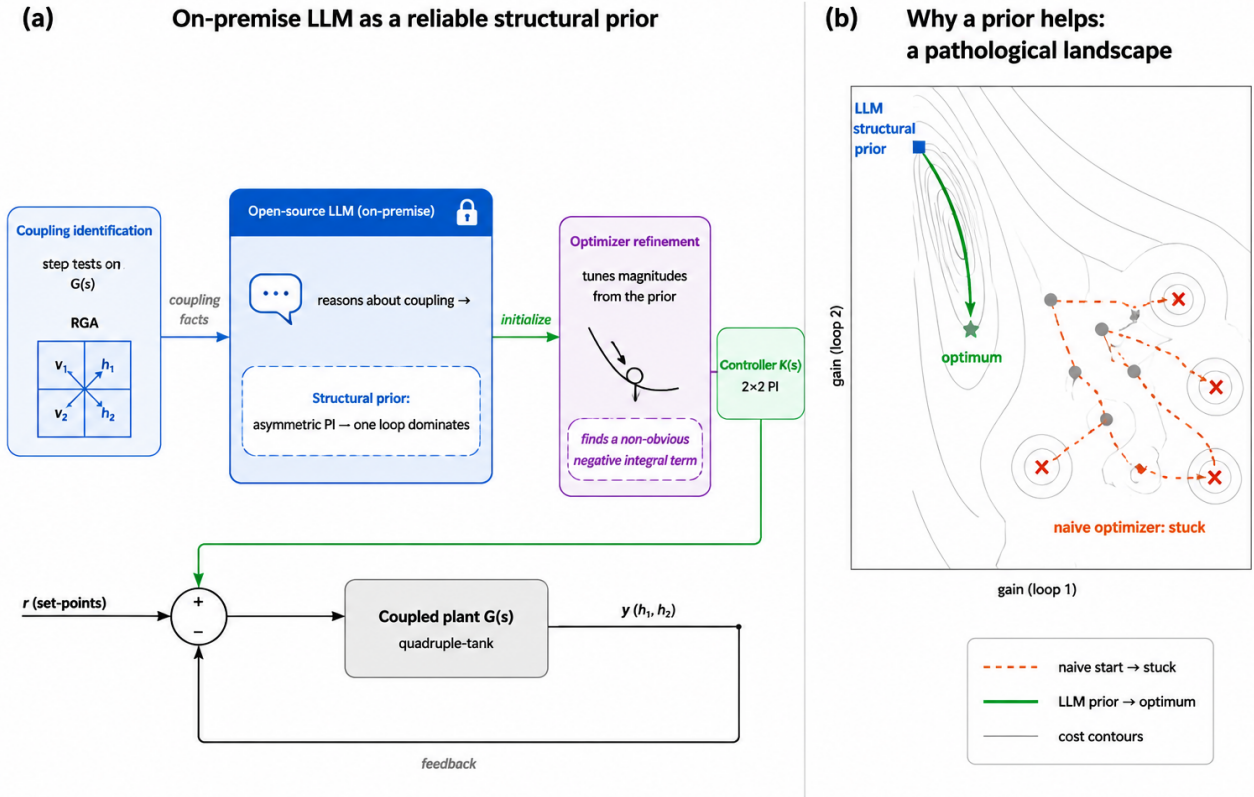 (a)
On-premise LLM as a reliable structural prior
Coupling identification
step tests on
G(s)
RGA
v₁
h₁
v₂
h₂
coupling
facts
Open-source LLM (on-premise)
reasons about coupling →
Structural prior:
asymmetric PI → one loop dominates
initialize
Optimizer refinement
tunes magnitudes
from the prior
finds a non-obvious
negative integral term
Controller K(s)
2×2 PI
r (set-points)
+
−
Coupled plant G(s)
quadruple-tank
y (h₁, h₂)
feedback
(b)
Why a prior helps:
a pathological landscape
LLM
structural
prior
optimum
naive optimizer: stuck
gain (loop 2)
gain (loop 1)
naive start → stuck
LLM prior → optimum
cost contours